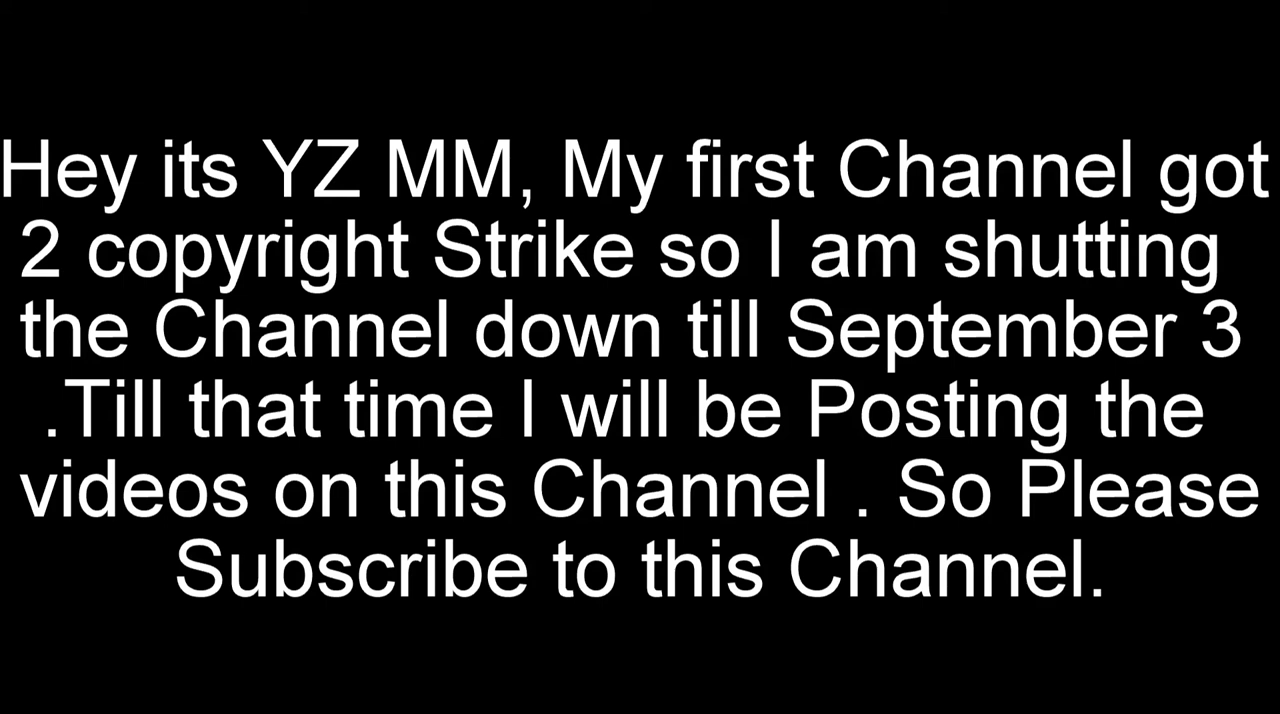 Hey its YZ MM, My first Channel got
2 copyright Strike so I am shutting
the Channel down till September 3
.Till that time I will be Posting the
videos on this Channel . So Please
Subscribe to this Channel.